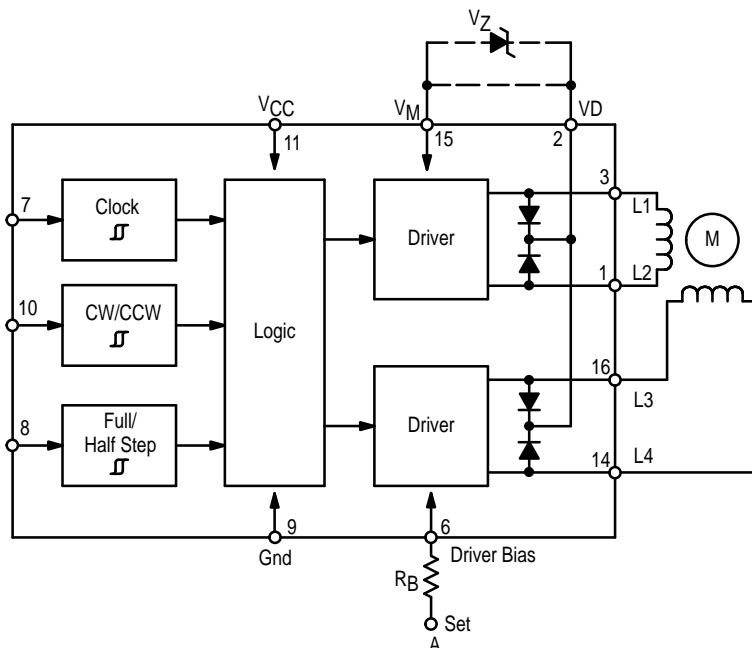 VZ
VCC
VM
VD
11
15
2
7
Clock
3
L1
Driver
M
1
L2
10
CW/CCW
Logic
16
L3
8
Full/
Half Step
Driver
14
L4
9
6
Gnd
Driver Bias
RB
Set
A